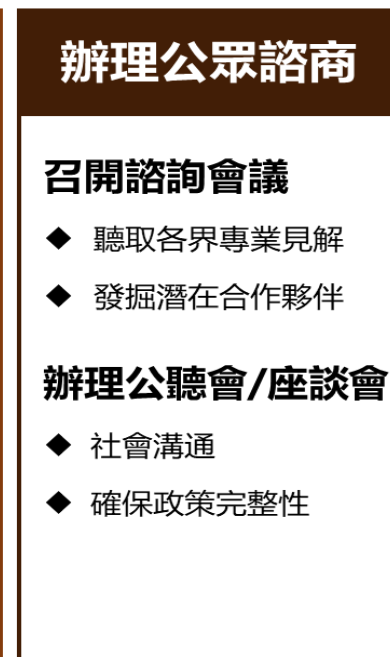 辦理公眾諮商
召開諮詢會議
◆ 聽取各界專業見解
◆ 發掘潛在合作夥伴
辦理公聽會/座談會
◆ 社會溝通
◆ 確保政策完整性